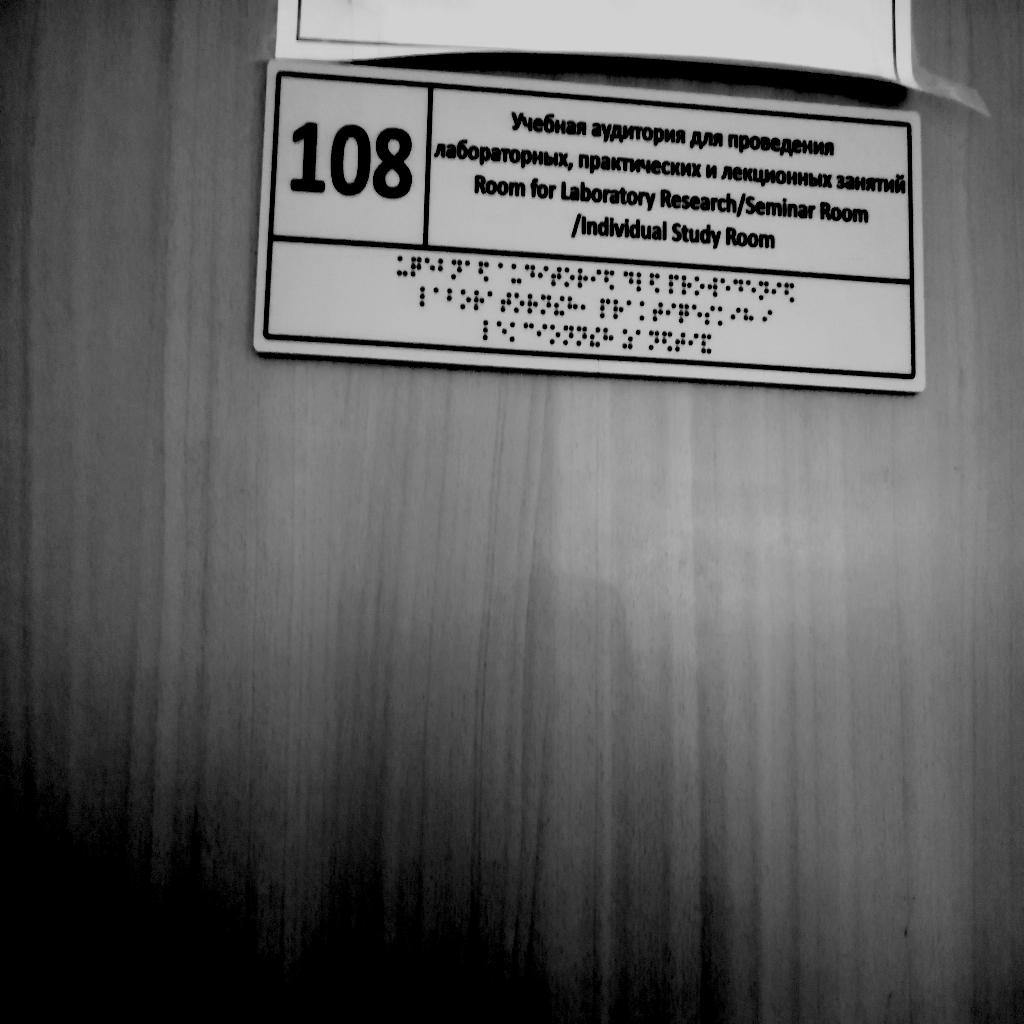 108
Учебная аудитория для проведения
лабораторных, практических и лекционных занятий
Room for Laboratory Research/Seminar Room
/Individual Study Room